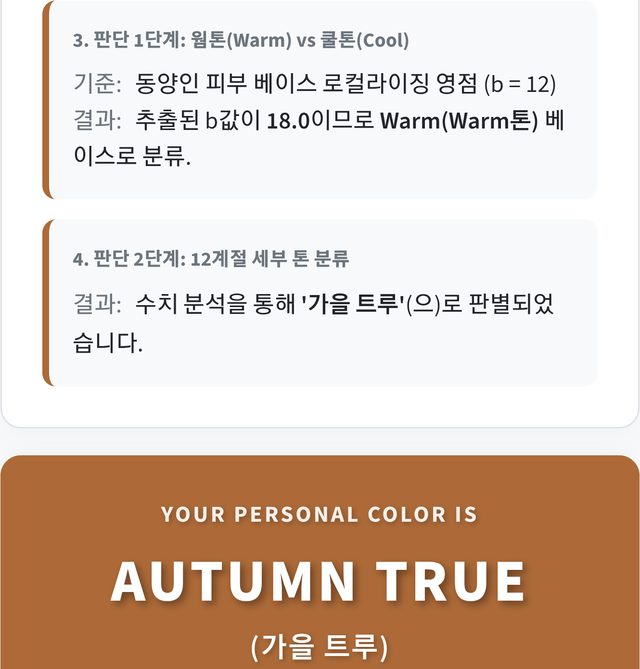 3. 판단 1단계: 웜톤(Warm) vs 쿨톤(Cool)
기준: 동양인 피부 베이스 로컬라이징 영점 (b = 12)
결과: 추출된 b값이 18.0이므로 Warm(Warm톤) 베
이스로 분류.
4. 판단 2단계: 12계절 세부 톤 분류
결과: 수치 분석을 통해 '가을 트루'(으)로 판별되었
습니다.
YOUR PERSONAL COLOR IS
AUTUMN TRUE
(가을 트루)